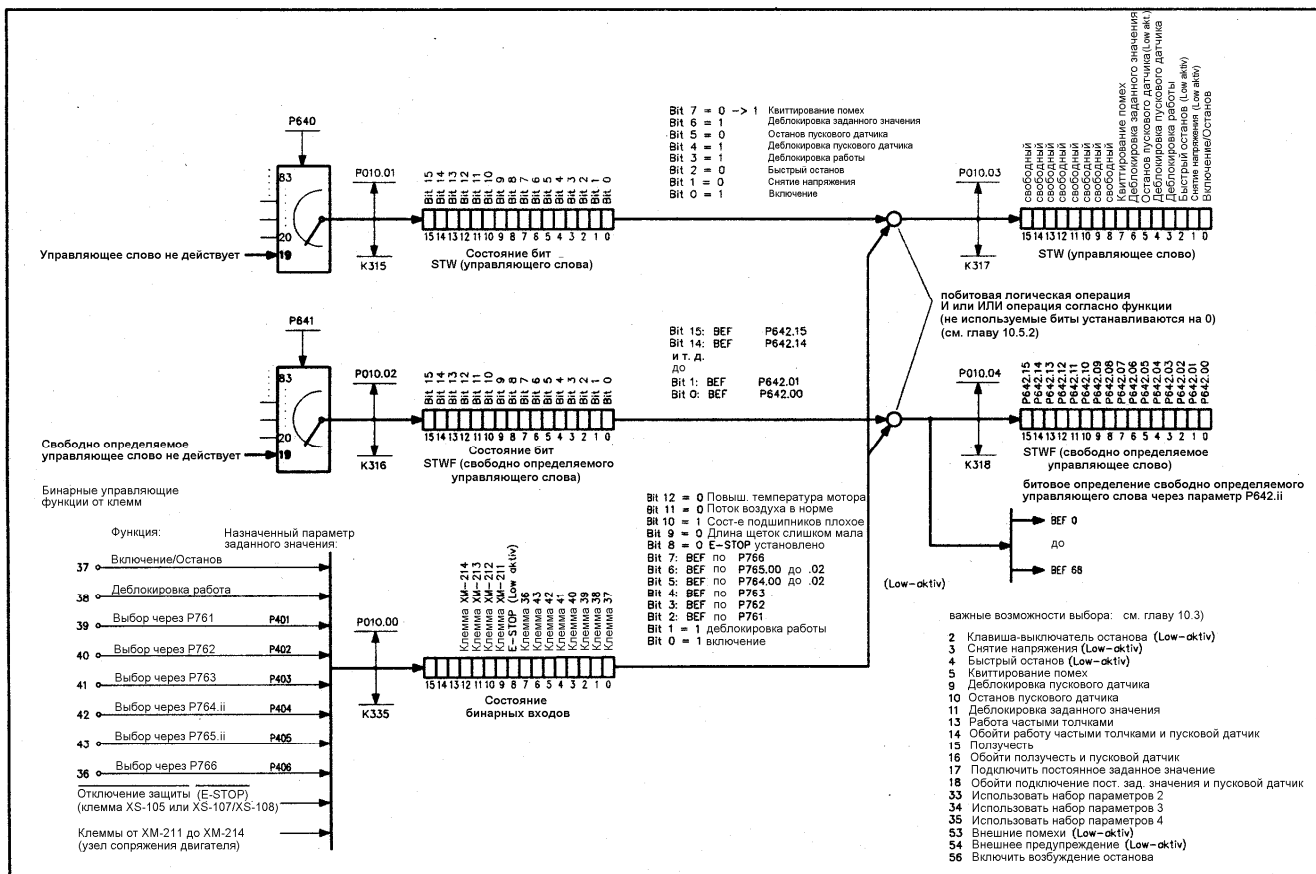 P640
83
20
19
Управляющее слово не действует
P010.01
K315
Bit 15
Bit 14
Bit 13
Bit 12
Bit 11
Bit 10
Bit 9
Bit 8
Bit 7
Bit 6
Bit 5
Bit 4
Bit 3
Bit 2
Bit 1
Bit 0
15 14 13 12 11 10 9 8 7 6 5 4 3 2 1 0
Состояние бит
STW (управляющего слова)
Bit 7 = 0 -> 1 Квиттирование помех
Bit 6 = 1 Деблокировка заданного значения
Bit 5 = 0 Останов пускового датчика
Bit 4 = 1 Деблокировка пускового датчика
Bit 3 = 1 Деблокировка работы
Bit 2 = 0 Быстрый останов
Bit 1 = 0 Снятие напряжения
Bit 0 = 1 Включение
P010.03
K317
свободный
свободный
свободный
свободный
свободный
свободный
свободный
свободный
Квиттирование помех
Деблокировка заданного значения
Останов пускового датчика (Low akt.)
Деблокировка пускового датчика
Деблокировка работы
Быстрый останов (Low aktiv)
Снятие напряжения (Low aktiv)
Включение/Останов
15 14 13 12 11 10 9 8 7 6 5 4 3 2 1 0
STW (управляющее слово)
побитовая логическая операция
И или ИЛИ операция согласно функции
(не используемые биты устанавливаются на 0)
(см. главу 10.5.2)
P641
83
20
19
Свободно определяемое
управляющее слово не действует
P010.02
K316
Bit 15
Bit 14
Bit 13
Bit 12
Bit 11
Bit 10
Bit 9
Bit 8
Bit 7
Bit 6
Bit 5
Bit 4
Bit 3
Bit 2
Bit 1
Bit 0
15 14 13 12 11 10 9 8 7 6 5 4 3 2 1 0
Состояние бит
STWF (свободно определяемого
управляющего слова)
Bit 15: BEF P642.15
Bit 14: BEF P642.14
и т. д.
до
Bit 1: BEF P642.01
Bit 0: BEF P642.00
P010.04
K318
P642.15
P642.14
P642.13
P642.12
P642.11
P642.10
P642.09
P642.08
P642.07
P642.06
P642.05
P642.04
P642.03
P642.02
P642.01
P642.00
15 14 13 12 11 10 9 8 7 6 5 4 3 2 1 0
STWF (свободно определяемое
управляющее слово)
битовое определение свободно определяемого
управляющего слова через параметр P642.ii
BEF 0
до
BEF 68
Бинарные управляющие
функции от клемм
Функция: Назначенный параметр
заданного значения:
37 Включение/Останов
38 Деблокировка работа
39 Выбор через P761 P401
40 Выбор через P762 P402
41 Выбор через P763 P403
42 Выбор через P764.ii P404
43 Выбор через P765.ii P405
36 Выбор через P766 P406
Отключение защиты (E-STOP)
(клемма XS-105 или XS-107/XS-108)
Клеммы от XM-211 до XM-214
(узел сопряжения двигателя)
P010.00
K335
Клемма XM-214
Клемма XM-213
Клемма XM-212
Клемма XM-211
E-STOP (Low aktiv)
Клемма 36
Клемма 43
Клемма 42
Клемма 41
Клемма 40
Клемма 39
Клемма 38
Клемма 37
15 14 13 12 11 10 9 8 7 6 5 4 3 2 1 0
Состояние
бинарных входов
Bit 12 = 0 Повыш. температура мотора
Bit 11 = 0 Поток воздуха в норме
Bit 10 = 1 Сост-е подшипников плохое
Bit 9 = 0 Длина щеток слишком мала
Bit 8 = 0 E-STOP установлено
Bit 7: BEF по P766
Bit 6: BEF по P765.00 до .02
Bit 5: BEF по P764.00 до .02
Bit 4: BEF по P763
Bit 3: BEF по P762
Bit 2: BEF по P761
Bit 1 = 1 деблокировка работы
Bit 0 = 1 включение
(Low-aktiv)
важные возможности выбора: см. главу 10.3)
2 Клавиша-выключатель останова (Low-aktiv)
3 Снятие напряжения (Low-aktiv)
4 Быстрый останов (Low-aktiv)
5 Квиттирование помех
9 Деблокировка пускового датчика
10 Останов пускового датчика
11 Деблокировка заданного значения
13 Работа частыми толчками
14 Обойти работу частыми толчками и пусковой датчик
15 Ползучесть
16 Обойти ползучесть и пусковой датчик
17 Подключить постоянное заданное значение
18 Обойти подключение пост. зад. значения и пусковой датчик
33 Использовать набор параметров 2
34 Использовать набор параметров 3
35 Использовать набор параметров 4
53 Внешние помехи (Low-aktiv)
54 Внешнее предупреждение (Low-aktiv)
56 Включить возбуждение останова